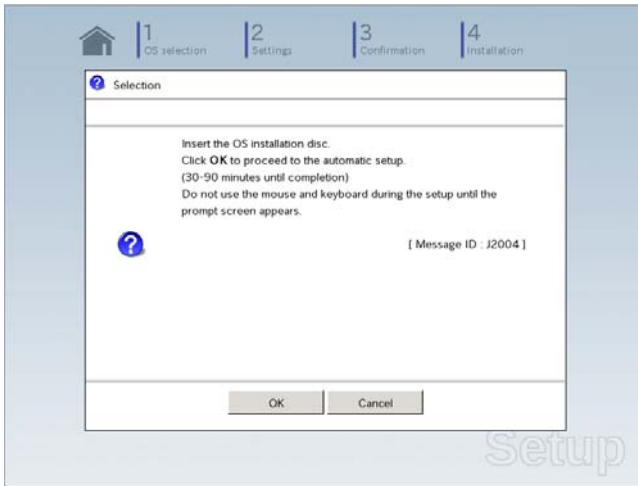 1
OS selection
2
Settings
3
Confirmation
4
Installation
Selection
Insert the OS installation disc.
Click OK to proceed to the automatic setup.
(30-90 minutes until completion)
Do not use the mouse and keyboard during the setup until the
prompt screen appears.
[ Message ID : J2004 ]
OK
Cancel
Setup